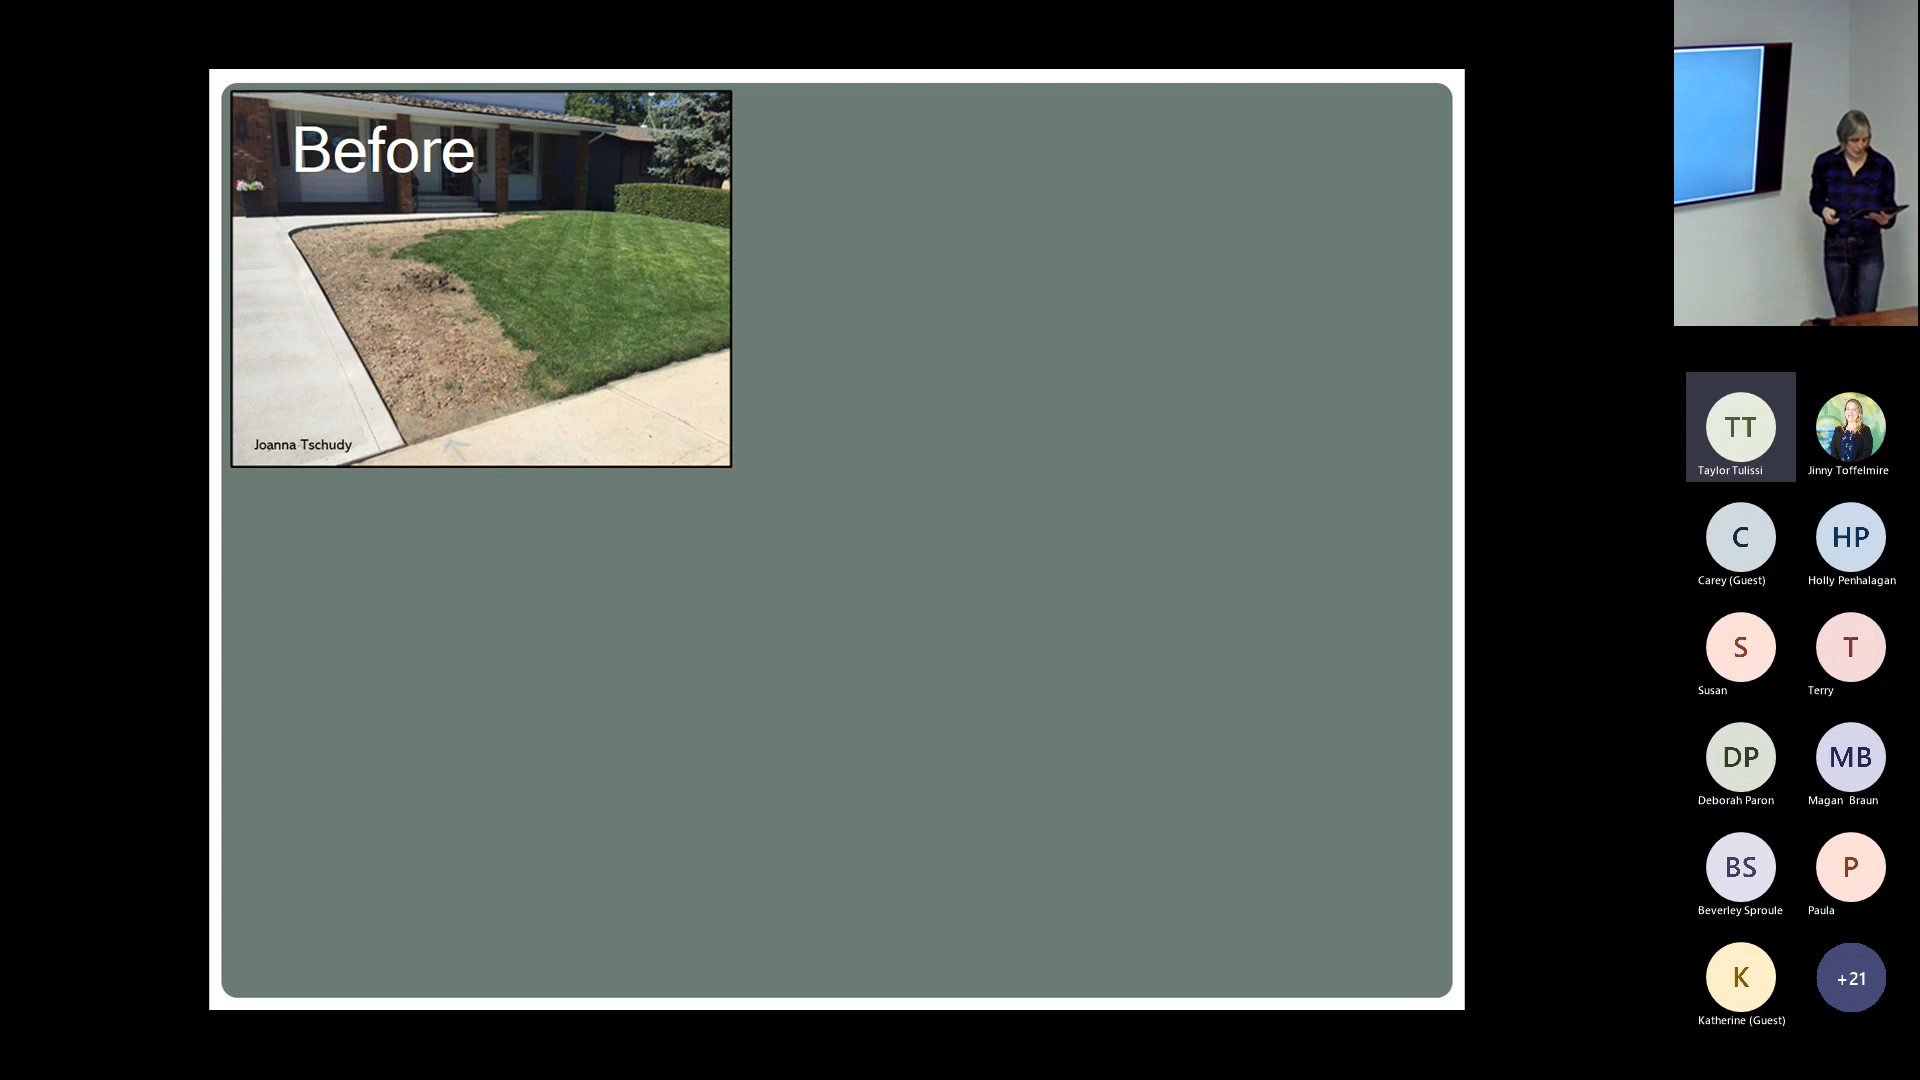 Before
Joanna Tschudy
TT
Taylor Tulissi
Jinny Toffelmire
C
Carey (Guest)
HP
Holly Penhalagan
S
Susan
T
Terry
DP
Deborah Paron
MB
Magan Braun
BS
Beverley Sproule
P
Paula
K
Katherine (Guest)
+21